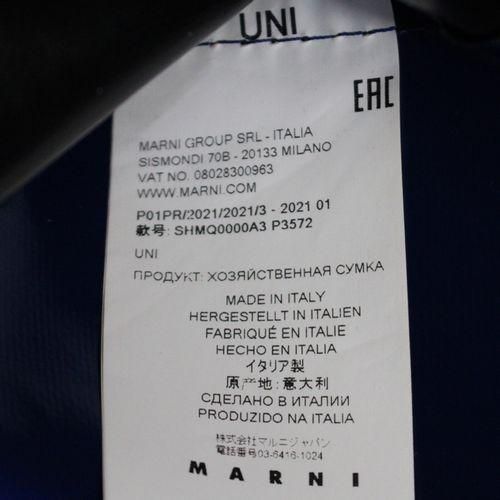 UNI
EAC
MARNI GROUP SRL - ITALIA
SISMONDI 70B - 20133 MILANO
VAT NO. 08028300963
WWW.MARNI.COM
P01PR/2021/2021/3 - 2021 01
款号: SHMQ0000A3 P3572
UNI
ПРОДУКТ: ХОЗЯЙСТВЕННАЯ СУМКА
MADE IN ITALY
HERGESTELLT IN ITALIEN
FABRIQUÉ EN ITALIE
HECHO EN ITALIA
イタリア製
原产地: 意大利
СДЕЛАНО В ИТАЛИИ
PRODUZIDO NA ITALIA
株式会社マルニジャパン
電話番号03-6416-1024
MARNI